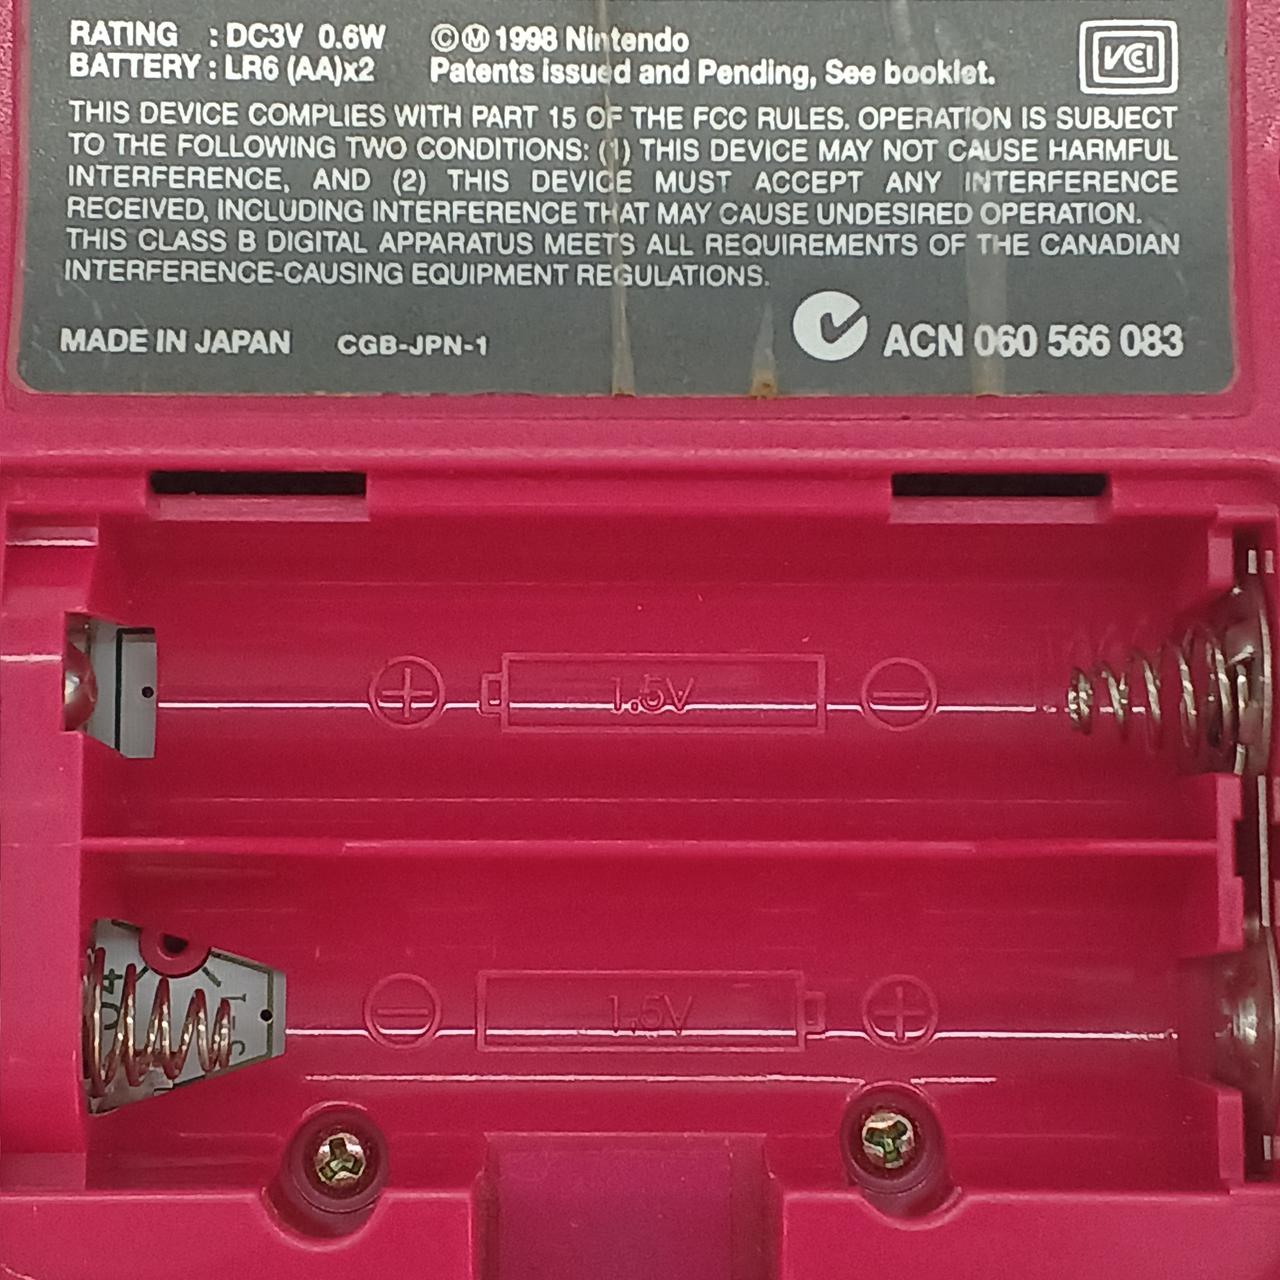 RATING : DC3V 0.6W ©Ⓜ1998 Nintendo
BATTERY : LR6 (AA)x2 Patents issued and Pending, See booklet.
VCI
THIS DEVICE COMPLIES WITH PART 15 OF THE FCC RULES. OPERATION IS SUBJECT
TO THE FOLLOWING TWO CONDITIONS: (1) THIS DEVICE MAY NOT CAUSE HARMFUL
INTERFERENCE, AND (2) THIS DEVICE MUST ACCEPT ANY INTERFERENCE
RECEIVED, INCLUDING INTERFERENCE THAT MAY CAUSE UNDESIRED OPERATION.
THIS CLASS B DIGITAL APPARATUS MEETS ALL REQUIREMENTS OF THE CANADIAN
INTERFERENCE-CAUSING EQUIPMENT REGULATIONS.
MADE IN JAPAN CGB-JPN-1 ACN 060 566 083
+ 1.5V −
− 1.5V +